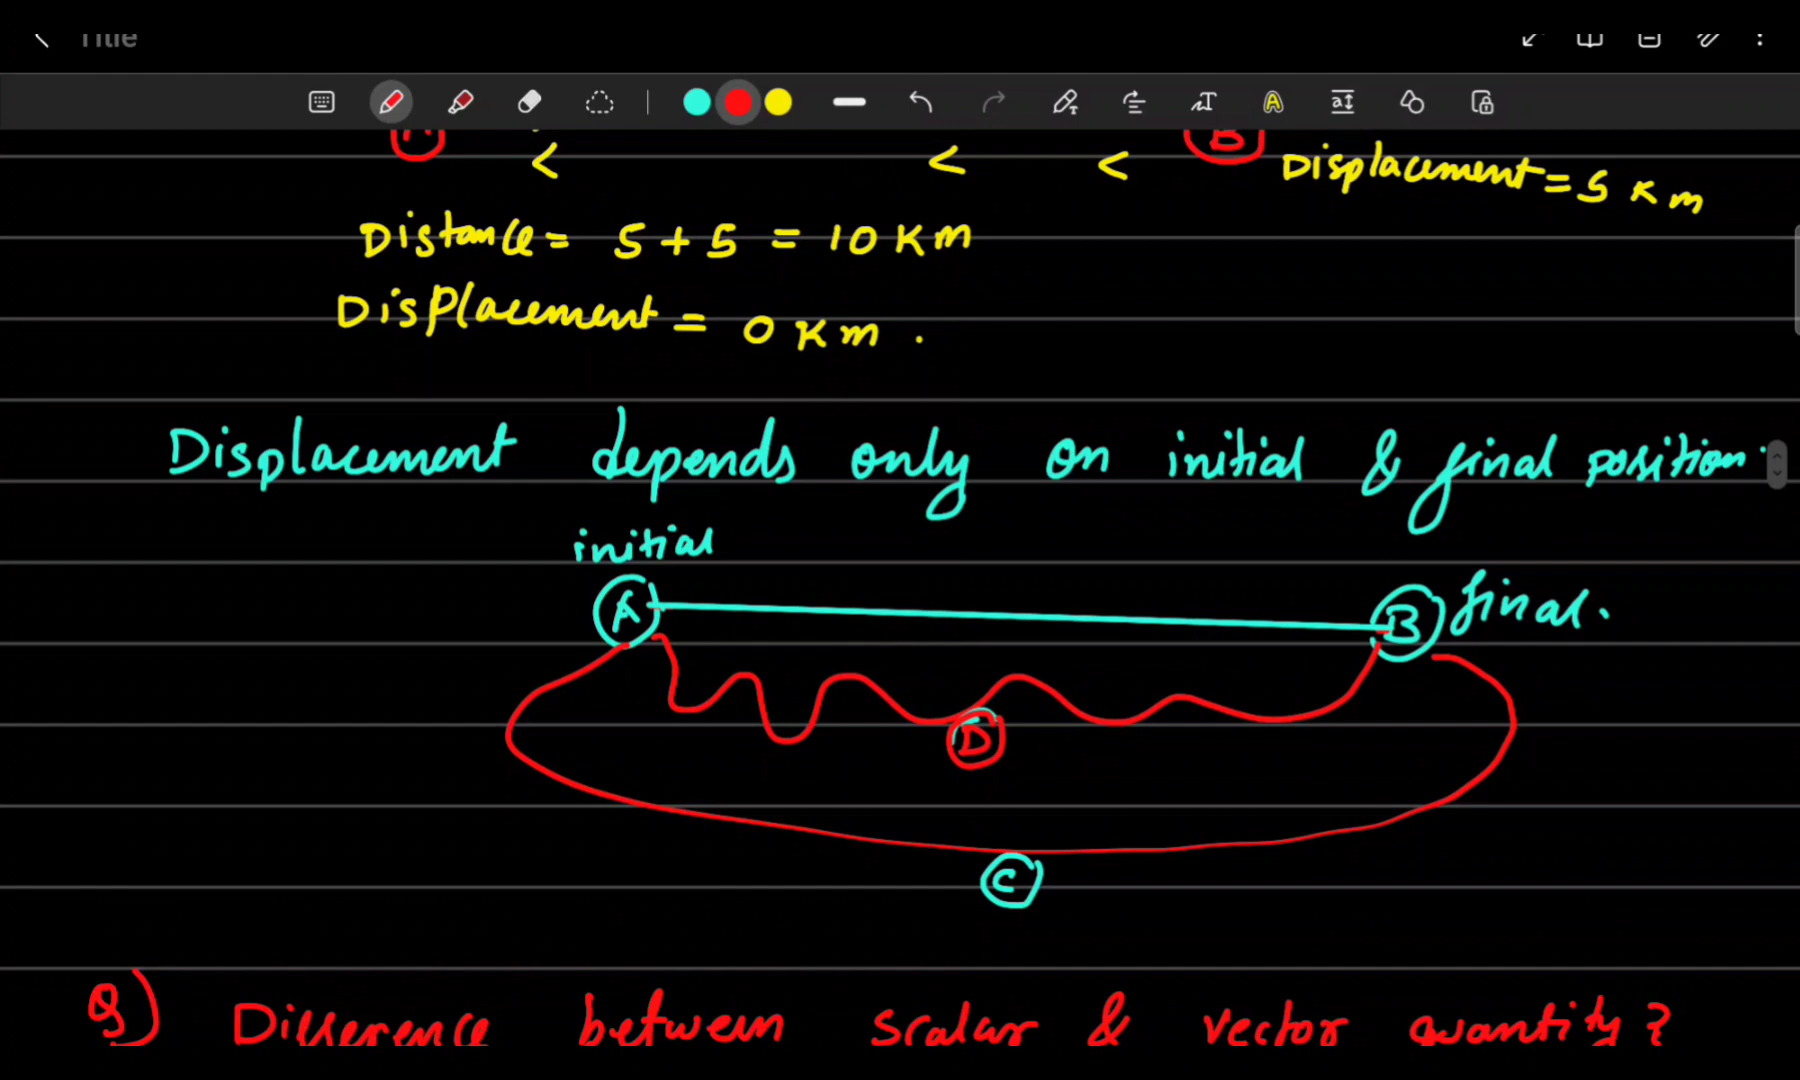 Title
A B
< < < Displacement = 5 Km
Distance = 5 + 5 = 10 Km
Displacement = 0 Km .
Displacement depends only on initial & final position.
initial
A B final.
D
C
Q) Difference between scalar & vector quantity?